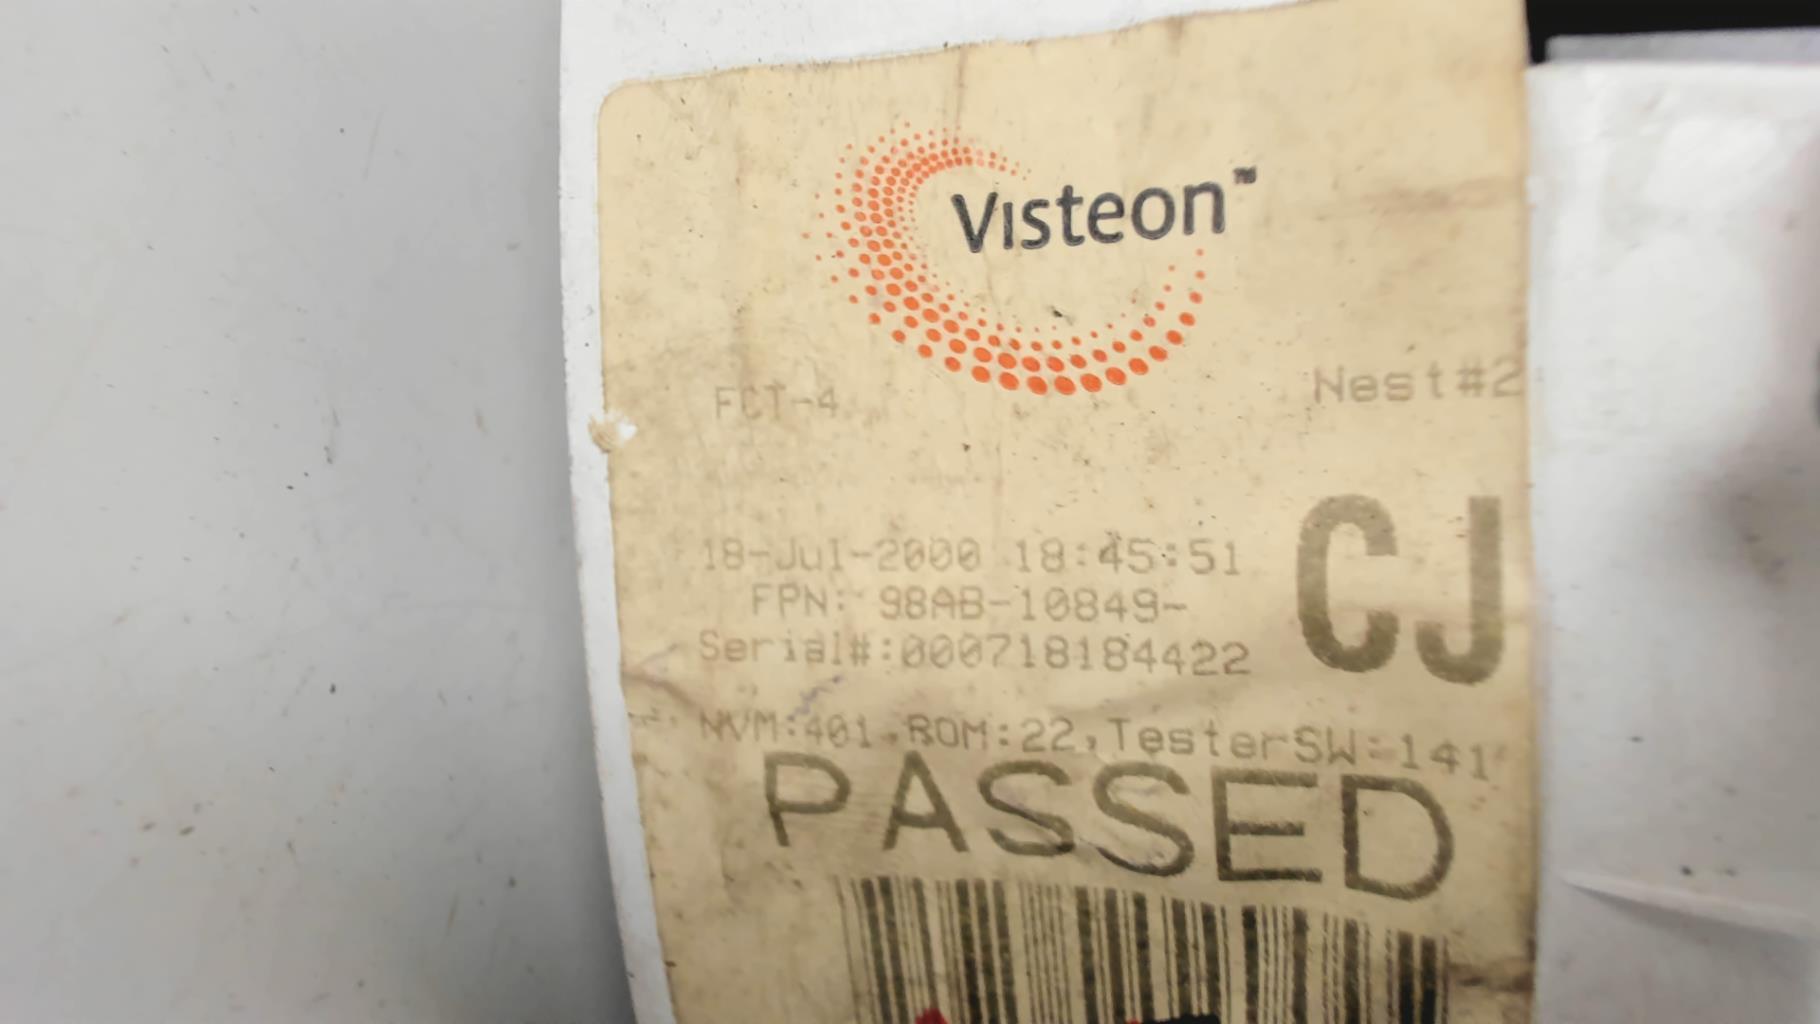 Visteon™
FCT-4 Nest#2
18-Jul-2000 18:45:51
FPN: 98AB-10849-
CJ
Serial#:000718184422
NVM:401,ROM:22,TesterSW:141
PASSED